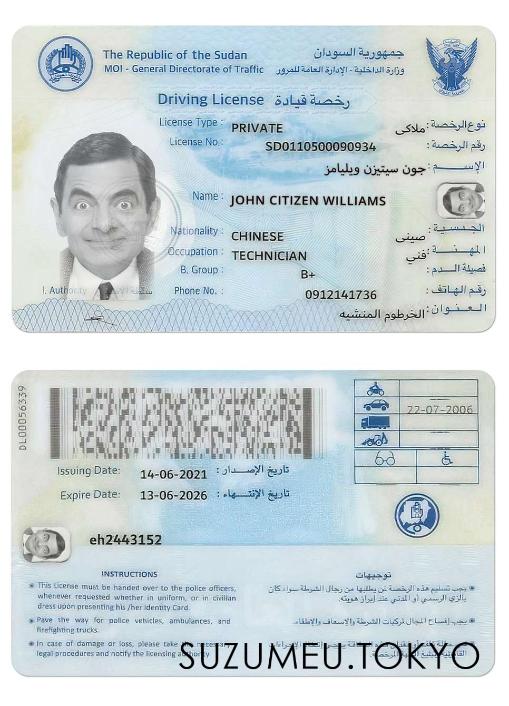 The Republic of the Sudan
جمهورية السودان
MOI - General Directorate of Traffic
وزارة الداخلية - الإدارة العامة للمرور
Driving License رخصة قيادة
License Type : PRIVATE ملاكي نوع الرخصة:
License No : SD0110500090934 رقم الرخصة:
جون سيتيزن ويليامز الإسـم:
Name : JOHN CITIZEN WILLIAMS
Nationality : CHINESE صيني الجنسية:
Occupation : TECHNICIAN فني المهنة:
B. Group : B+ فصيلة الدم:
Phone No. : 0912141736 رقم الهاتف:
I. Authority
الخرطوم المنشيه العنوان:
DL00056339
22-07-2006
Issuing Date: 14-06-2021 تاريخ الإصدار:
Expire Date: 13-06-2026 تاريخ الإنتهاء:
eh2443152
INSTRUCTIONS
This License must be handed over to the police officers,
whenever requested whether in uniform, or in civilian
dress upon presenting his /her identity Card.
Pave the way for police vehicles, ambulances, and
firefighting trucks.
In case of damage or loss, please take
legal procedures and notify the licensing authority
توجيهات
يجب تسليم هذه الرخصة عن يطلبها من رجال الشرطة سواء كان
بالزي الرسمي أو المدني عند إبراز هويته.
يجب إفساح المجال لمركبات الشرطة والإسعاف والإطفاء.
SUZUMEU.TOKYO